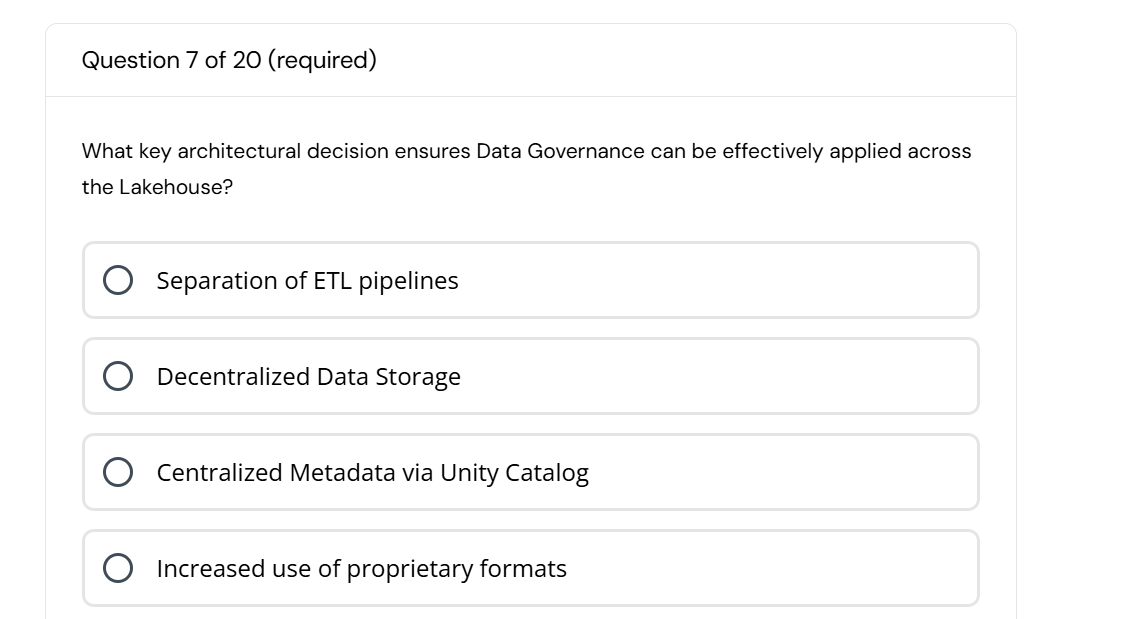 Question 7 of 20 (required)
What key architectural decision ensures Data Governance can be effectively applied across
the Lakehouse?
Separation of ETL pipelines
Decentralized Data Storage
Centralized Metadata via Unity Catalog
Increased use of proprietary formats